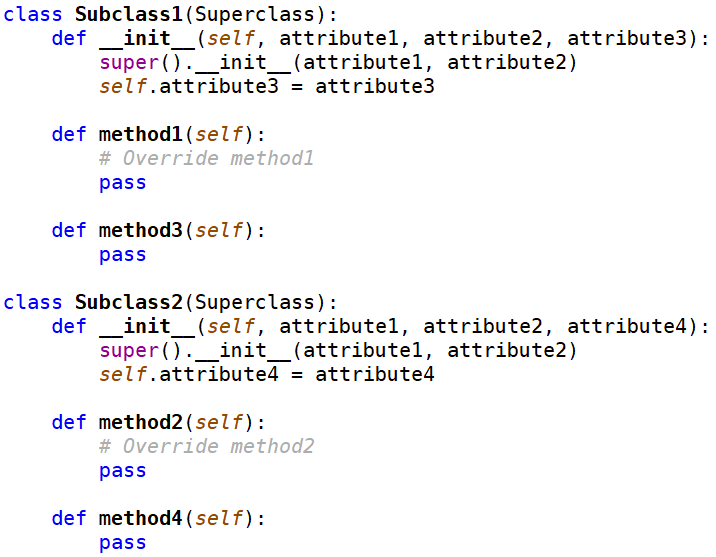 class Subclass1(Superclass):
    def __init__(self, attribute1, attribute2, attribute3):
        super().__init__(attribute1, attribute2)
        self.attribute3 = attribute3

    def method1(self):
        # Override method1
        pass

    def method3(self):
        pass

class Subclass2(Superclass):
    def __init__(self, attribute1, attribute2, attribute4):
        super().__init__(attribute1, attribute2)
        self.attribute4 = attribute4

    def method2(self):
        # Override method2
        pass

    def method4(self):
        pass